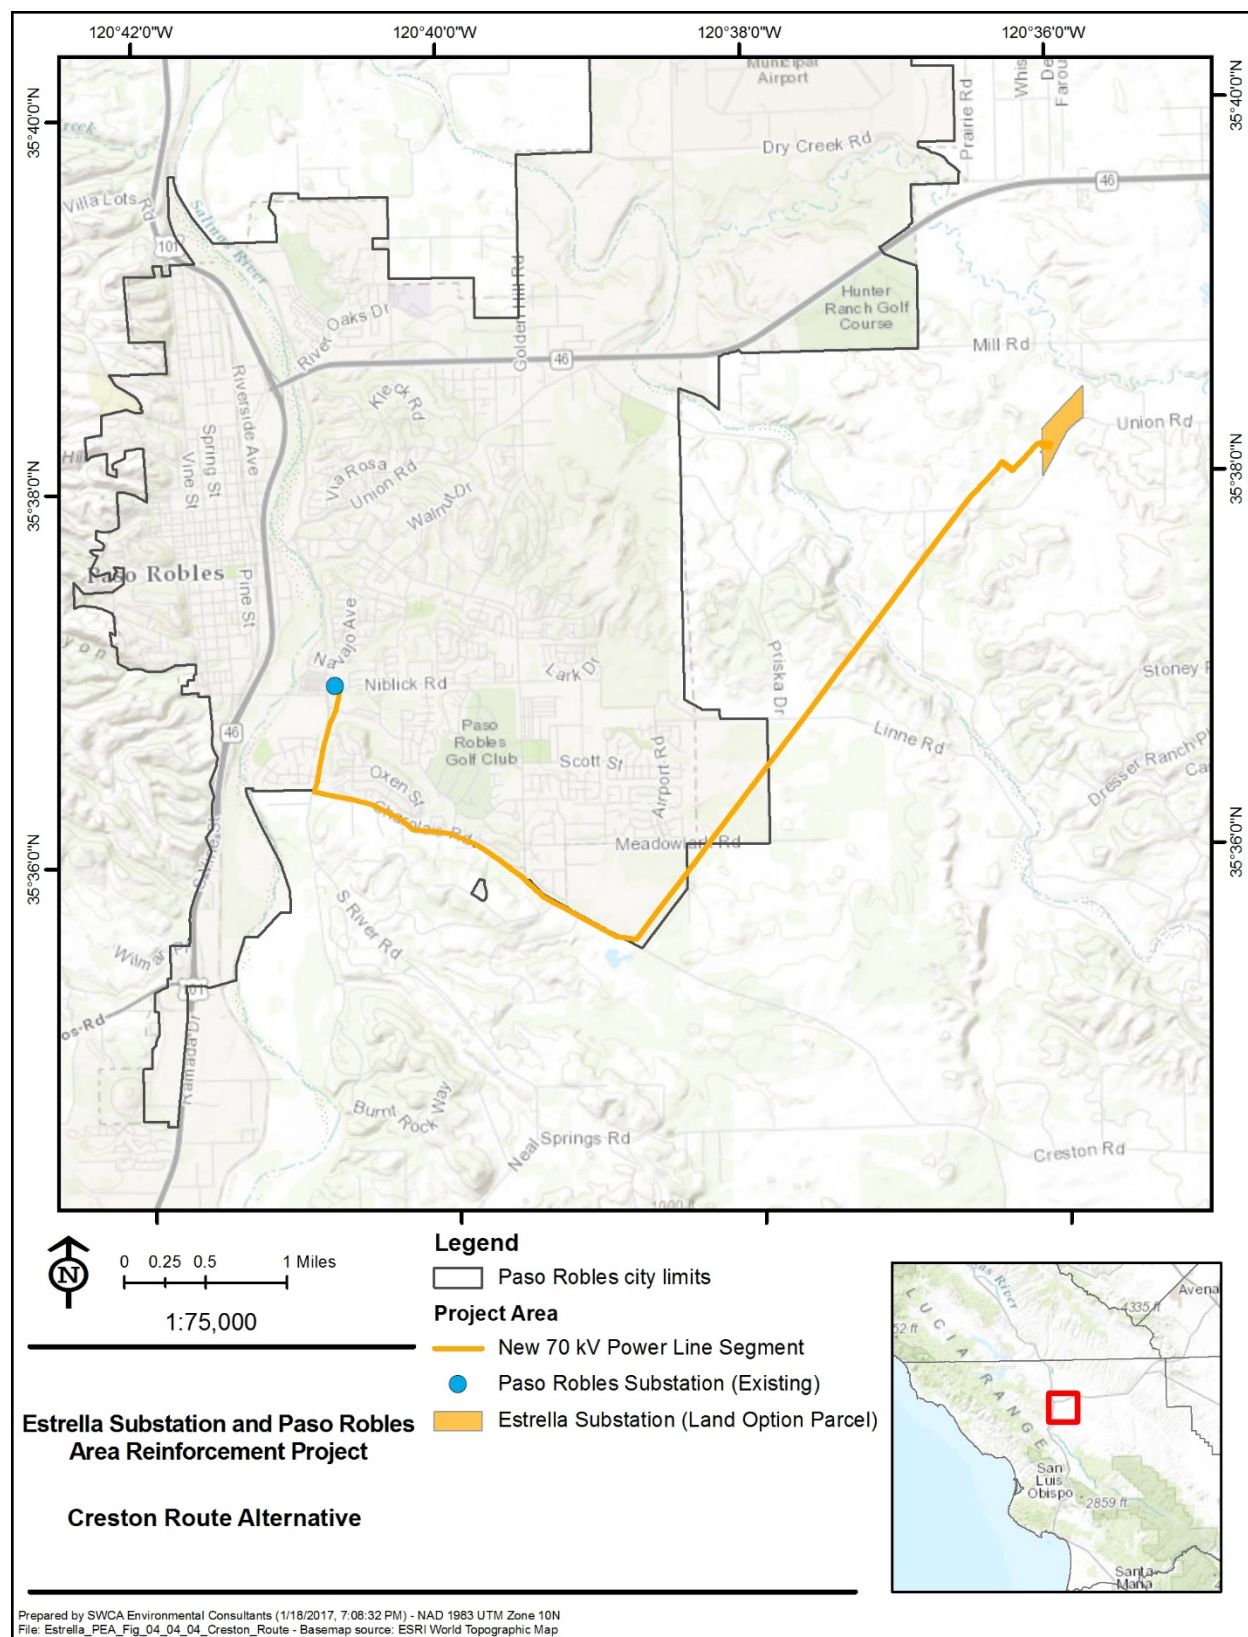 120°42'0"W
120°40'0"W
120°38'0"W
120°36'0"W
35°40'0"N
35°40'0"N
35°38'0"N
35°38'0"N
35°36'0"N
35°36'0"N
Municipal
Airport
Prairie Rd
Dry Creek Rd
46
Villa Lots
Rd
101
Salinas River
Golden Hill Rd
River Oaks Dr
46
Hunter
Ranch Golf
Course
Mill Rd
Kleck Rd
Riverside Ave
Spring St
Vine St
Via Rosa
Union Rd
Walnut Dr
Union Rd
Paso Robles
Pine St
Navajo Ave
Niblick Rd
Lark Dr
Priska Dr
Stoney
46
Paso
Robles
Golf Club
Scott St
Airport Rd
Linne Rd
Dresser Ranch Pl
Oxen St
Charolais Rd
Meadowlark Rd
S River Rd
101
Ramada Dr
Burnt
Rock Way
Neal Springs Rd
Creston Rd
1000 ft
N
0 0.25 0.5 1 Miles
1:75,000
Legend
Paso Robles city limits
Project Area
New 70 kV Power Line Segment
Paso Robles Substation (Existing)
Estrella Substation (Land Option Parcel)
Estrella Substation and Paso Robles
Area Reinforcement Project
Creston Route Alternative
Avena
4335 ft
52 ft
LUCIA RANGE
San
Luis
Obispo
2859 ft
Santa
Maria
Prepared by SWCA Environmental Consultants (1/18/2017, 7:08:32 PM) - NAD 1983 UTM Zone 10N
File: Estrella_PEA_Fig_04_04_04_Creston_Route - Basemap source: ESRI World Topographic Map